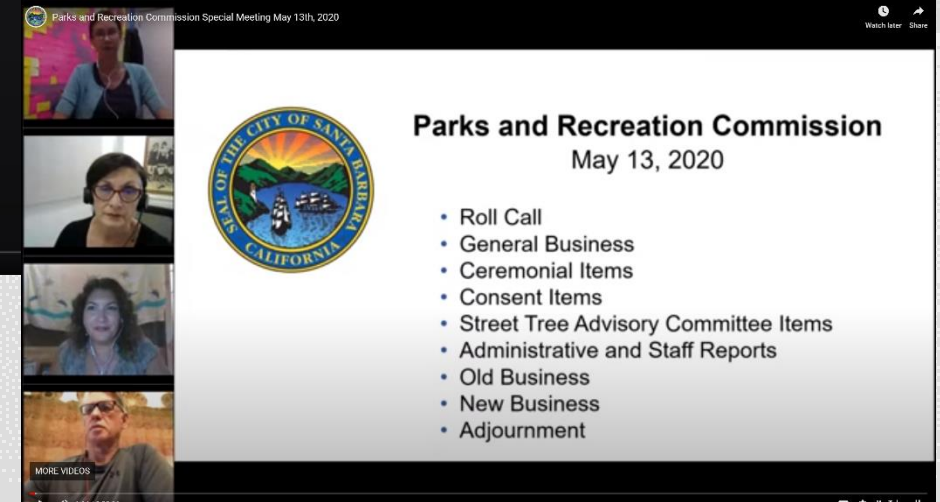 Parks and Recreation Commission Special Meeting May 13th, 2020
Watch later
Share
SEAL OF THE CITY OF SANTA BARBARA
CALIFORNIA
Parks and Recreation Commission
May 13, 2020
• Roll Call
• General Business
• Ceremonial Items
• Consent Items
• Street Tree Advisory Committee Items
• Administrative and Staff Reports
• Old Business
• New Business
• Adjournment
MORE VIDEOS